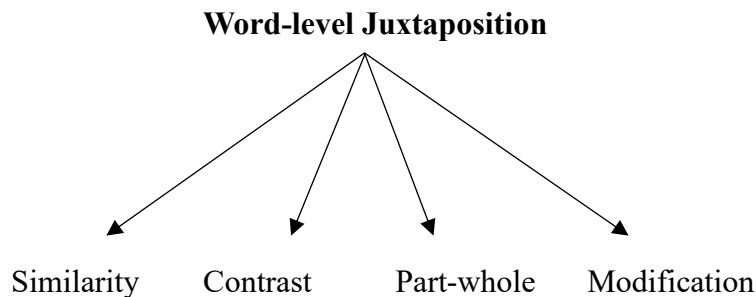 Word-level Juxtaposition
Similarity Contrast Part-whole Modification